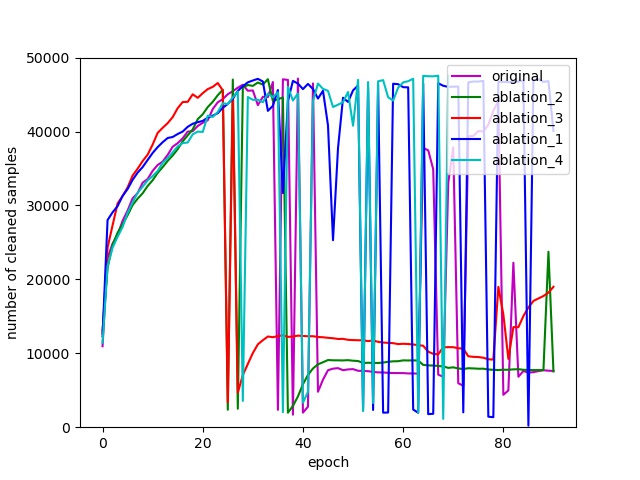 50000
40000
30000
20000
10000
0
number of cleaned samples
0 20 40 60 80
epoch
original
ablation_2
ablation_3
ablation_1
ablation_4